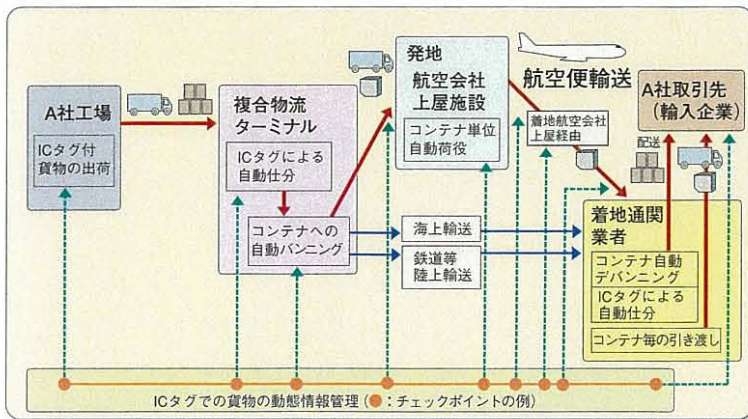 発地
航空会社
上屋施設
コンテナ単位
自動荷役
航空便輸送
A社取引先
(輸入企業)
A社工場
ICタグ付
貨物の出荷
複合物流
ターミナル
ICタグによる
自動仕分
コンテナへの
自動バンニング
着地航空会社
上屋経由
配送
海上輸送
鉄道等
陸上輸送
着地通関
業者
コンテナ自動
デバンニング
ICタグによる
自動仕分
コンテナ毎の引き渡し
ICタグでの貨物の動態情報管理(●:チェックポイントの例)